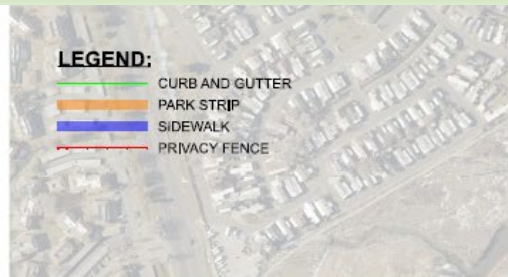 LEGEND:
CURB AND GUTTER
PARK STRIP
SIDEWALK
PRIVACY FENCE